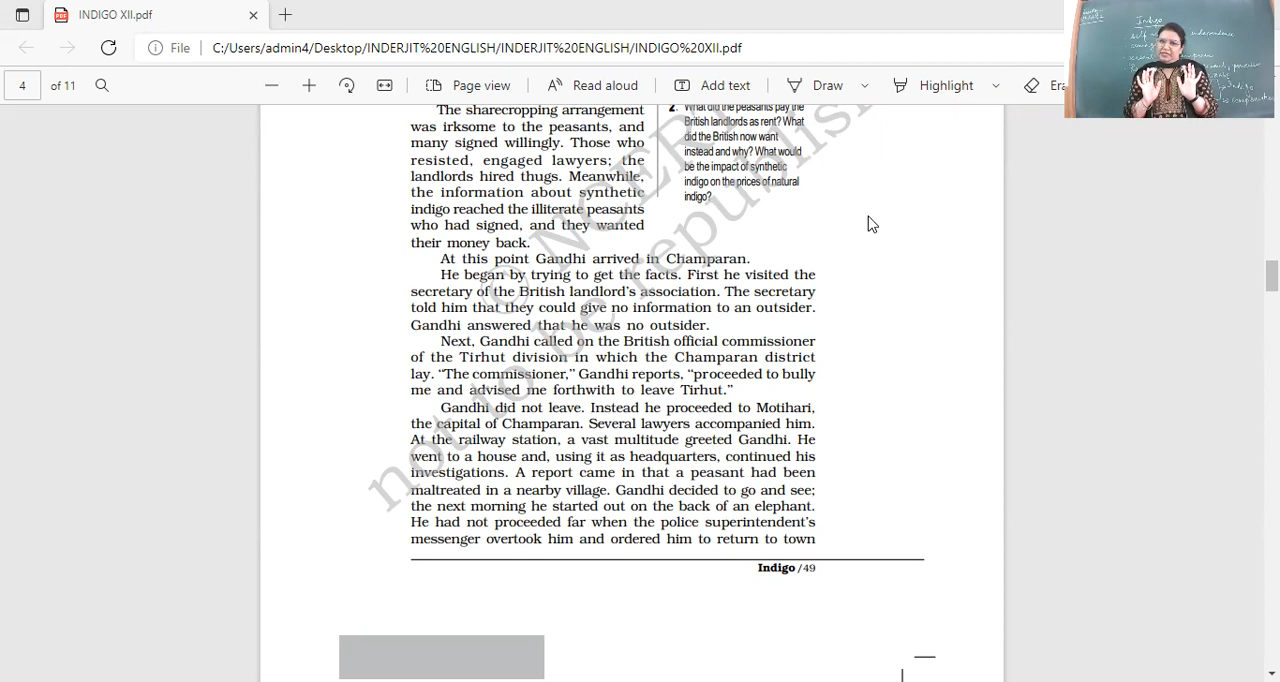 INDIGO XII.pdf
File
C:/Users/admin4/Desktop/INDERJIT%20ENGLISH/INDERJIT%20ENGLISH/INDIGO%20XII.pdf
4 of 11
Page view
Read aloud
Add text
Draw
Highlight
Era
Indigo
independence
The sharecropping arrangement
was irksome to the peasants, and
many signed willingly. Those who
resisted, engaged lawyers; the
landlords hired thugs. Meanwhile,
the information about synthetic
indigo reached the illiterate peasants
who had signed, and they wanted
their money back.
2. What did the peasants pay the
British landlords as rent? What
did the British now want
instead and why? What would
be the impact of synthetic
indigo on the prices of natural
indigo?
At this point Gandhi arrived in Champaran.
He began by trying to get the facts. First he visited the
secretary of the British landlord's association. The secretary
told him that they could give no information to an outsider.
Gandhi answered that he was no outsider.
Next, Gandhi called on the British official commissioner
of the Tirhut division in which the Champaran district
lay. “The commissioner,” Gandhi reports, “proceeded to bully
me and advised me forthwith to leave Tirhut.”
Gandhi did not leave. Instead he proceeded to Motihari,
the capital of Champaran. Several lawyers accompanied him.
At the railway station, a vast multitude greeted Gandhi. He
went to a house and, using it as headquarters, continued his
investigations. A report came in that a peasant had been
maltreated in a nearby village. Gandhi decided to go and see;
the next morning he started out on the back of an elephant.
He had not proceeded far when the police superintendent's
messenger overtook him and ordered him to return to town
Indigo /49
© NCER
not to be republish